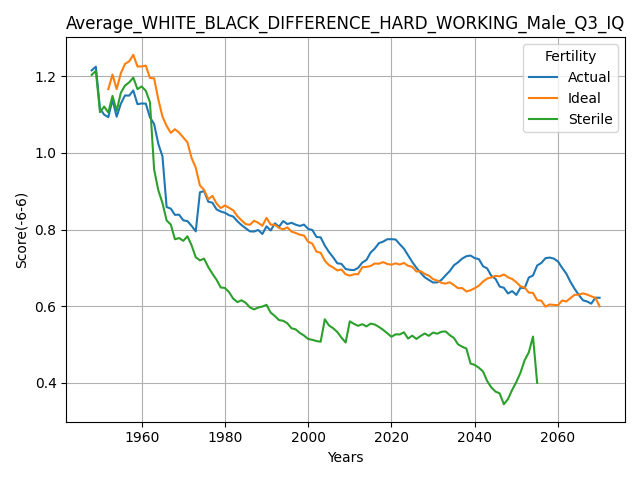 Average_WHITE_BLACK_DIFFERENCE_HARD_WORKING_Male_Q3_IQ
Fertility
Actual
Ideal
Sterile
Score(-6-6)
1.2
1.0
0.8
0.6
0.4
1960
1980
2000
2020
2040
2060
Years